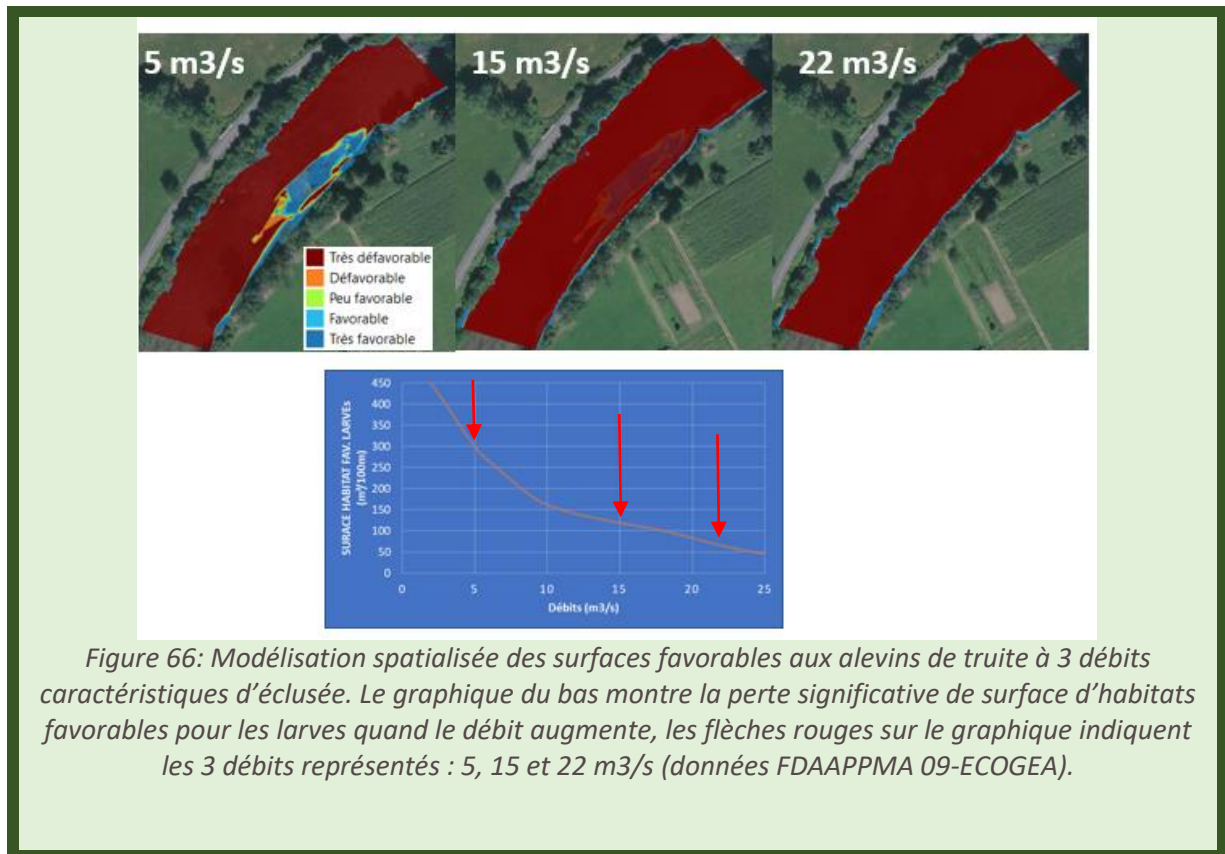 5 m3/s
15 m3/s
22 m3/s
Très défavorable
Défavorable
Peu favorable
Favorable
Très favorable
SURACE HABITAT FAV. LARVEs
(m²/100m)
450
400
350
300
250
200
150
100
50
0
0 5 10 15 20 25
Débits (m3/s)
Figure 66: Modélisation spatialisée des surfaces favorables aux alevins de truite à 3 débits
caractéristiques d’éclusée. Le graphique du bas montre la perte significative de surface d’habitats
favorables pour les larves quand le débit augmente, les flèches rouges sur le graphique indiquent
les 3 débits représentés : 5, 15 et 22 m3/s (données FDAAPPMA 09-ECOGEA).